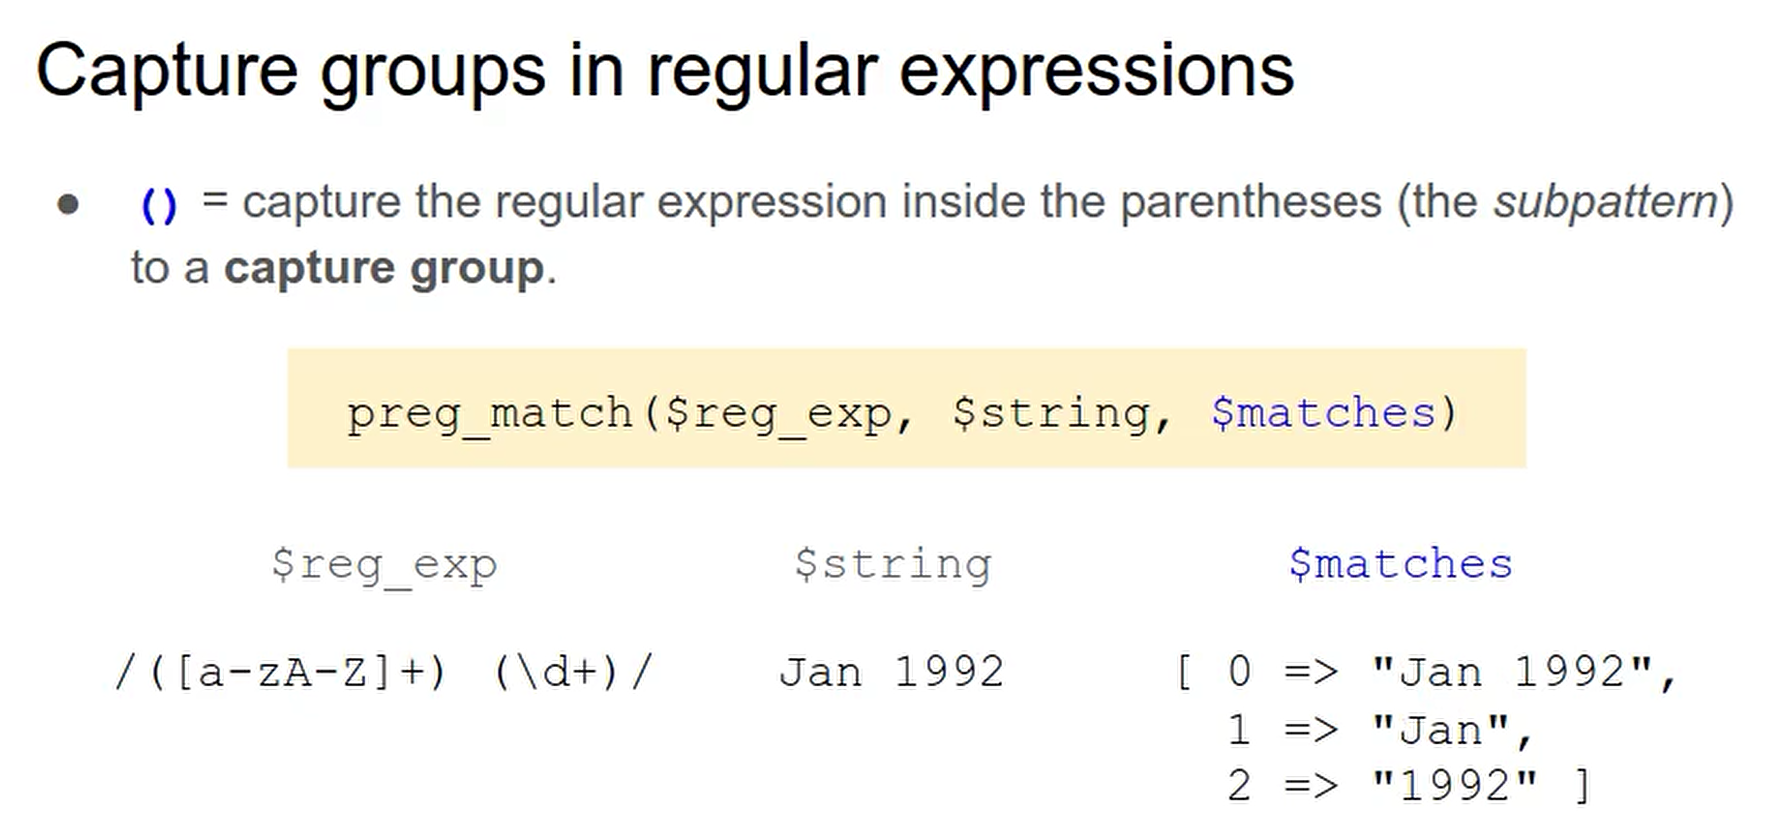 Capture groups in regular expressions
● () = capture the regular expression inside the parentheses (the subpattern)
to a capture group.
preg_match($reg_exp, $string, $matches)
$reg_exp $string $matches
/([a-zA-Z]+) (\d+)/ Jan 1992 [ 0 => "Jan 1992",
1 => "Jan",
2 => "1992" ]